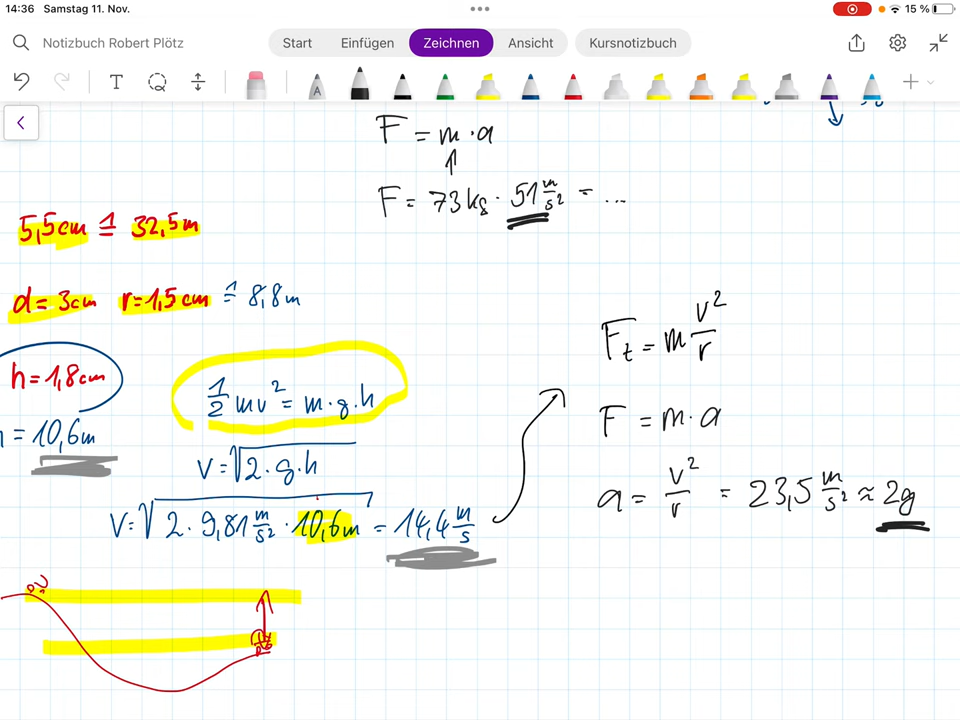 14:36 Samstag 11. Nov.
15 %
Notizbuch Robert Plötz
Start Einfügen Zeichnen Ansicht Kursnotizbuch
T
A
F = m · a
F = 73 kg · 51 m/s² = ...
5,5 cm ≙ 32,5 m
d = 3 cm r = 1,5 cm ≙ 8,8 m
h = 1,8 cm
= 10,6 m
1/2 mv² = m · g · h
v = √2 · g · h
v = √2 · 9,81 m/s² · 10,6 m = 14,4 m/s
F_z = m v²/r
F = m · a
a = v²/r = 23,5 m/s² ≈ 2g